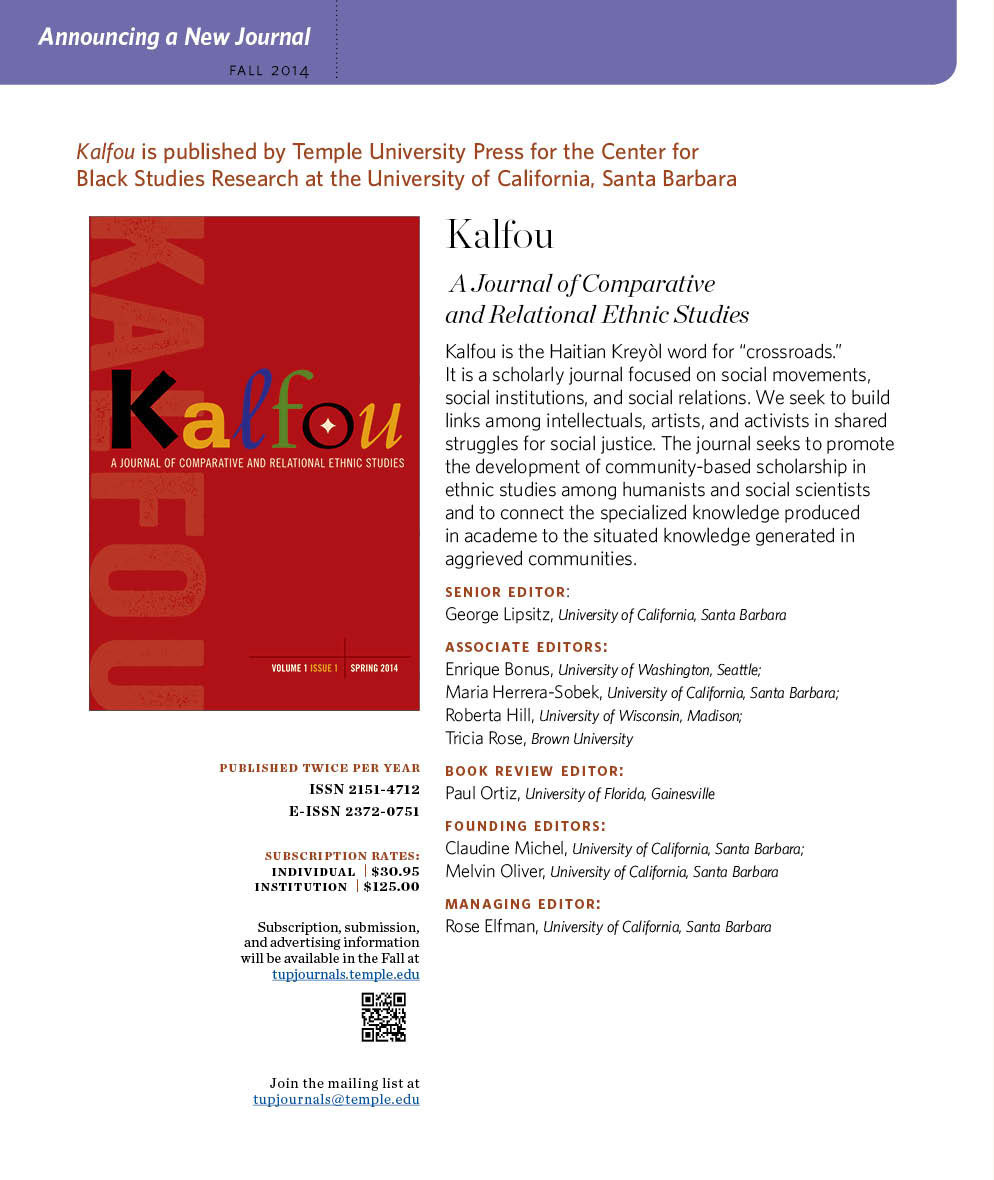 Announcing a New Journal
FALL 2014
Kalfou is published by Temple University Press for the Center for
Black Studies Research at the University of California, Santa Barbara
KALFOU
Kalfou
A JOURNAL OF COMPARATIVE AND RELATIONAL ETHNIC STUDIES
VOLUME 1 ISSUE 1 SPRING 2014
PUBLISHED TWICE PER YEAR
ISSN 2151-4712
E-ISSN 2372-0751
SUBSCRIPTION RATES:
INDIVIDUAL | $30.95
INSTITUTION | $125.00
Subscription, submission,
and advertising information
will be available in the Fall at
tupjournals.temple.edu
Join the mailing list at
tupjournals@temple.edu
Kalfou
A Journal of Comparative
and Relational Ethnic Studies
Kalfou is the Haitian Kreyòl word for “crossroads.”
It is a scholarly journal focused on social movements,
social institutions, and social relations. We seek to build
links among intellectuals, artists, and activists in shared
struggles for social justice. The journal seeks to promote
the development of community-based scholarship in
ethnic studies among humanists and social scientists
and to connect the specialized knowledge produced
in academe to the situated knowledge generated in
aggrieved communities.
SENIOR EDITOR:
George Lipsitz, University of California, Santa Barbara
ASSOCIATE EDITORS:
Enrique Bonus, University of Washington, Seattle;
Maria Herrera-Sobek, University of California, Santa Barbara;
Roberta Hill, University of Wisconsin, Madison;
Tricia Rose, Brown University
BOOK REVIEW EDITOR:
Paul Ortiz, University of Florida, Gainesville
FOUNDING EDITORS:
Claudine Michel, University of California, Santa Barbara;
Melvin Oliver, University of California, Santa Barbara
MANAGING EDITOR:
Rose Elfman, University of California, Santa Barbara